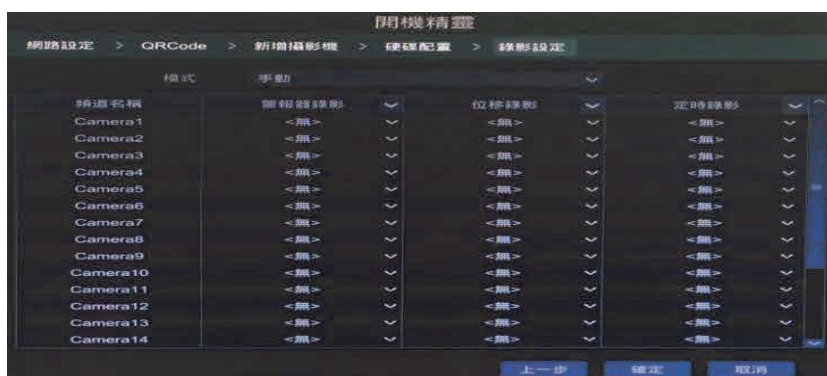 開機精靈
網路設定 > QRCode > 新增攝影機 > 硬碟配置 > 錄影設定
模式 手動
頻道名稱 警報器錄影 位移錄影 定時錄影
Camera1 <無> <無> <無>
Camera2 <無> <無> <無>
Camera3 <無> <無> <無>
Camera4 <無> <無> <無>
Camera5 <無> <無> <無>
Camera6 <無> <無> <無>
Camera7 <無> <無> <無>
Camera8 <無> <無> <無>
Camera9 <無> <無> <無>
Camera10 <無> <無> <無>
Camera11 <無> <無> <無>
Camera12 <無> <無> <無>
Camera13 <無> <無> <無>
Camera14 <無> <無> <無>
上一步 確定 取消